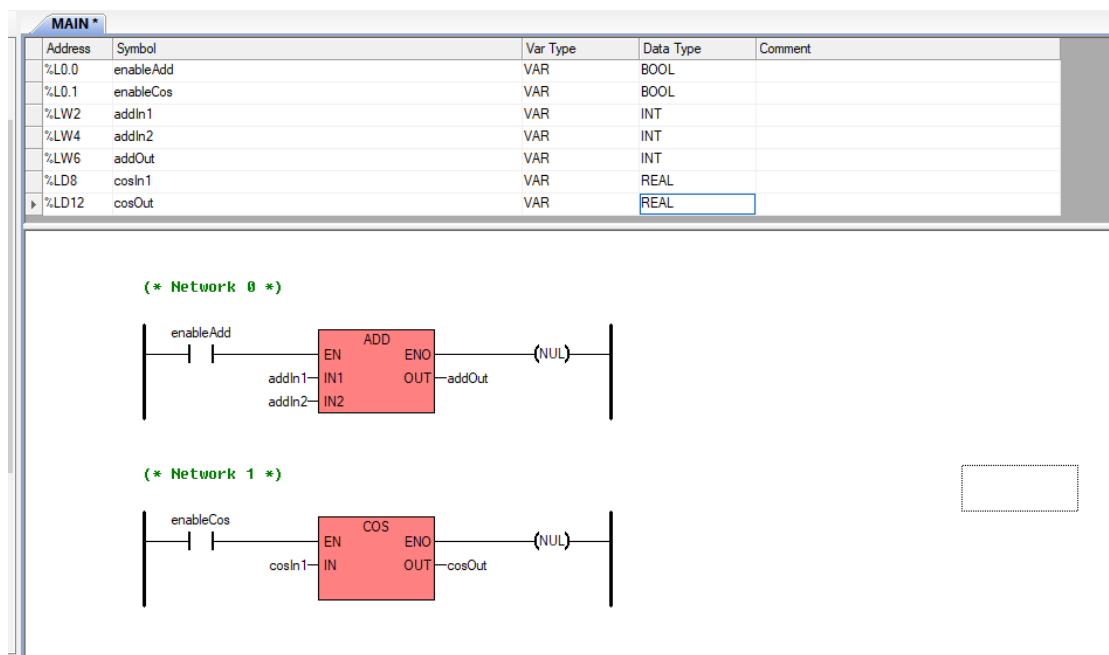 MAIN *
Address Symbol Var Type Data Type Comment
%L0.0 enableAdd VAR BOOL
%L0.1 enableCos VAR BOOL
%LW2 addIn1 VAR INT
%LW4 addIn2 VAR INT
%LW6 addOut VAR INT
%LD8 cosIn1 VAR REAL
%LD12 cosOut VAR REAL
(* Network 0 *)
enableAdd
ADD
EN ENO (NUL)
addIn1 IN1 OUT addOut
addIn2 IN2
(* Network 1 *)
enableCos
COS
EN ENO (NUL)
cosIn1 IN OUT cosOut